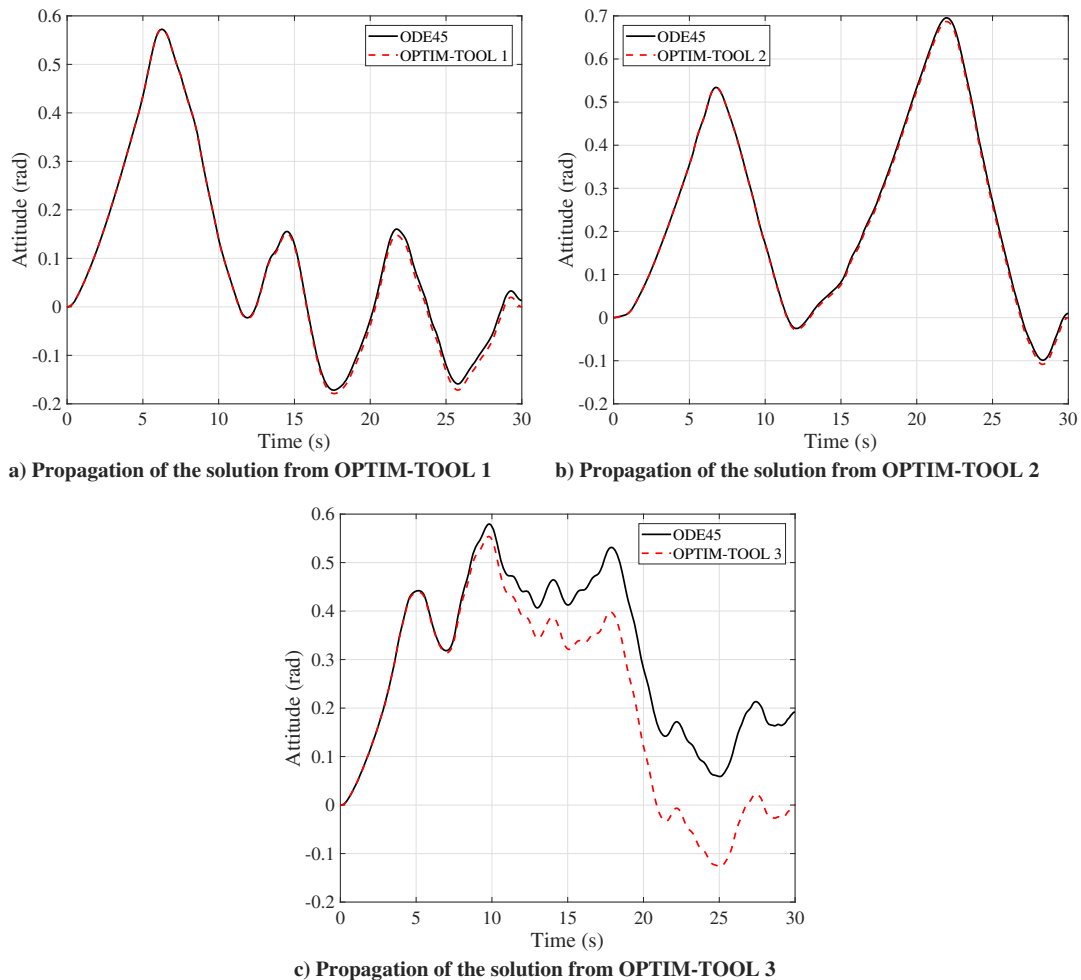 0.6
0.5
0.4
0.3
0.2
0.1
0
-0.1
-0.2
Attitude (rad)
0 5 10 15 20 25 30
Time (s)
ODE45
OPTIM-TOOL 1
a) Propagation of the solution from OPTIM-TOOL 1
0.7
0.6
0.5
0.4
0.3
0.2
0.1
0
-0.1
-0.2
Attitude (rad)
0 5 10 15 20 25 30
Time (s)
ODE45
OPTIM-TOOL 2
b) Propagation of the solution from OPTIM-TOOL 2
0.6
0.5
0.4
0.3
0.2
0.1
0
-0.1
-0.2
Attitude (rad)
0 5 10 15 20 25 30
Time (s)
ODE45
OPTIM-TOOL 3
c) Propagation of the solution from OPTIM-TOOL 3